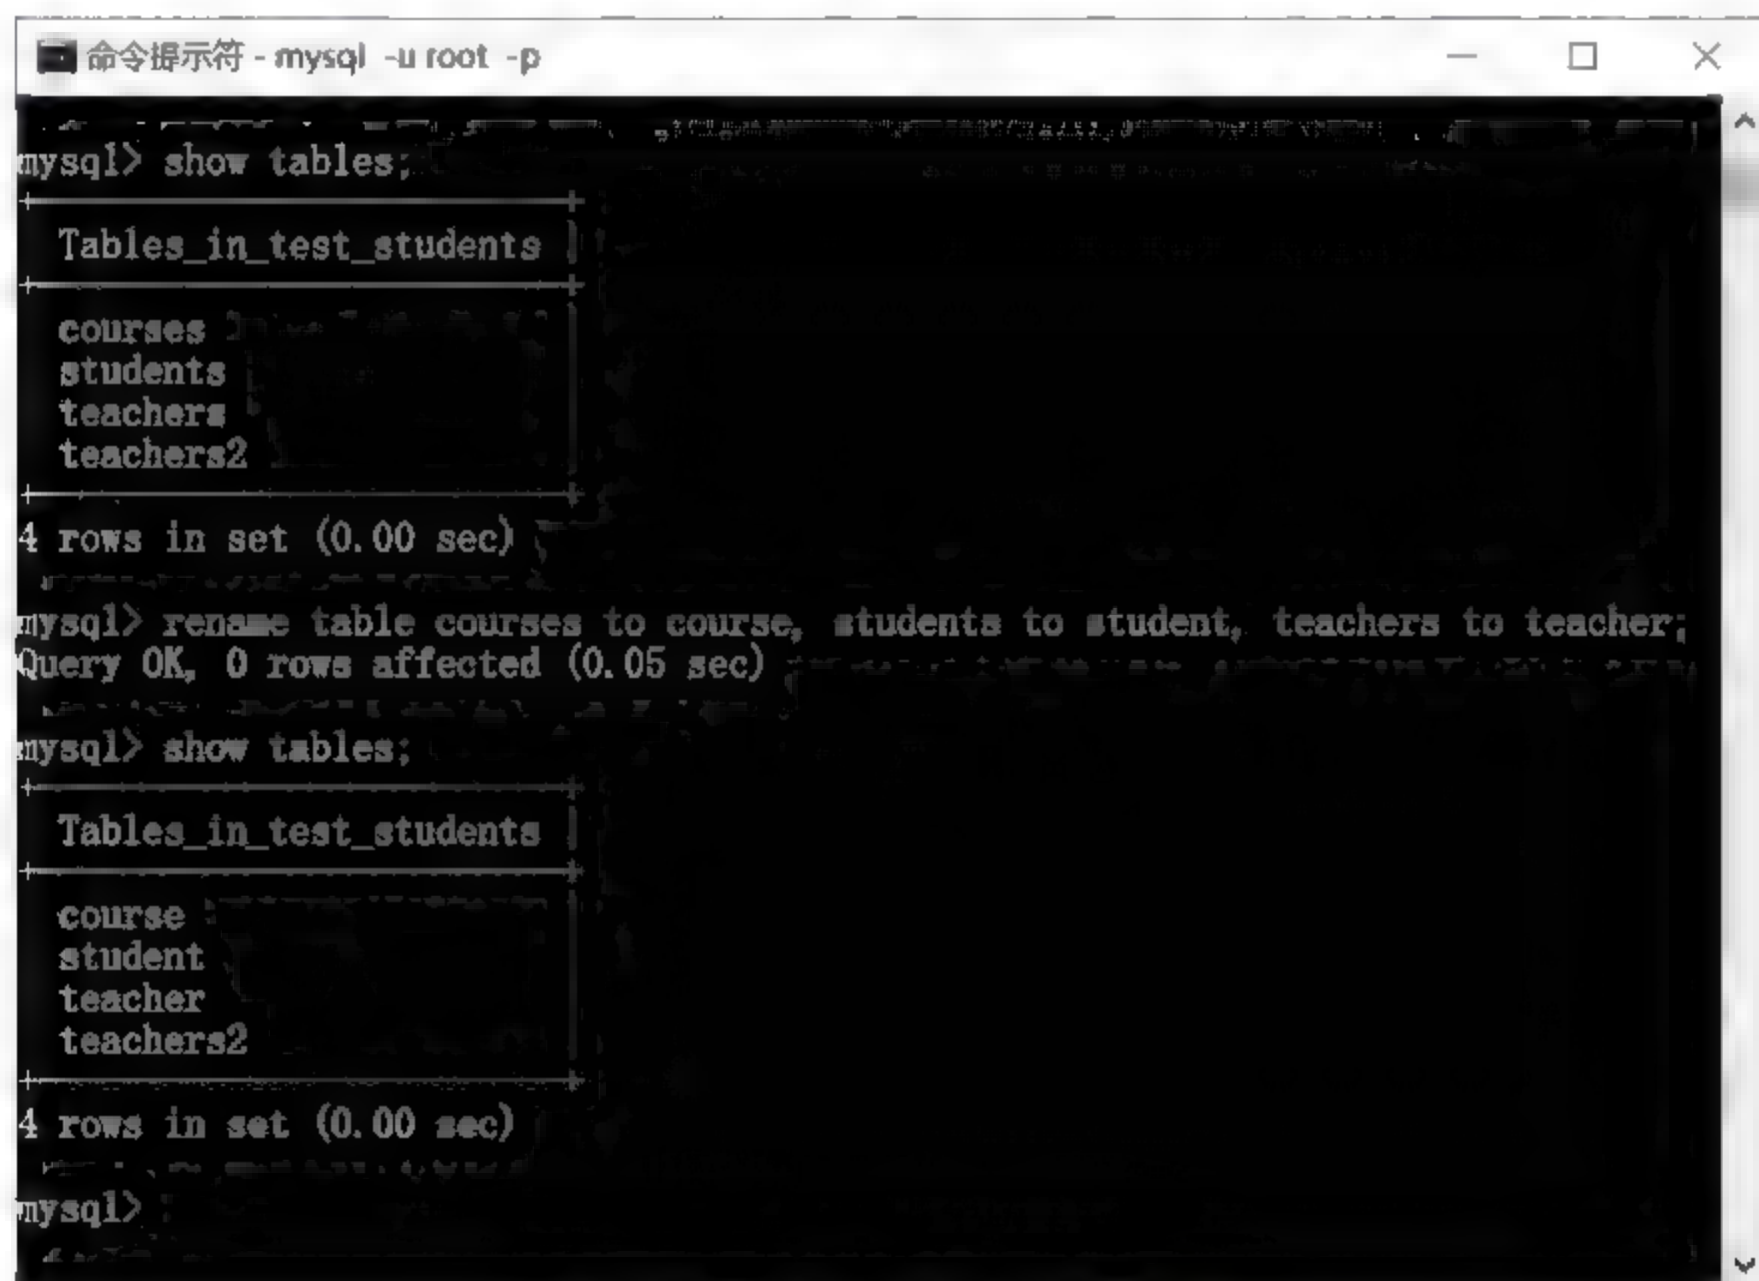 命令提示符 - mysql -u root -p
mysql> show tables;
Tables_in_test_students
courses
students
teachers
teachers2
4 rows in set (0.00 sec)
mysql> rename table courses to course, students to student, teachers to teacher;
Query OK, 0 rows affected (0.05 sec)
mysql> show tables;
Tables_in_test_students
course
student
teacher
teachers2
4 rows in set (0.00 sec)
mysql>